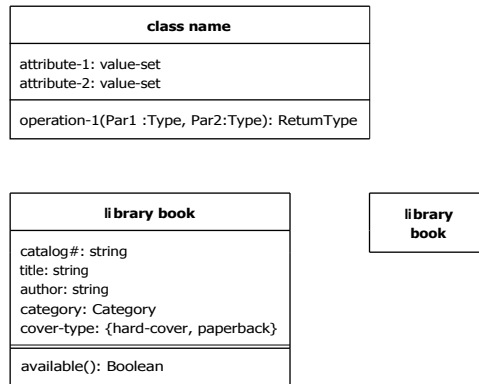 class name
attribute-1: value-set
attribute-2: value-set
operation-1(Par1 :Type, Par2:Type): RetumType
library book
catalog#: string
title: string
author: string
category: Category
cover-type: {hard-cover, paperback}
available(): Boolean
library
book